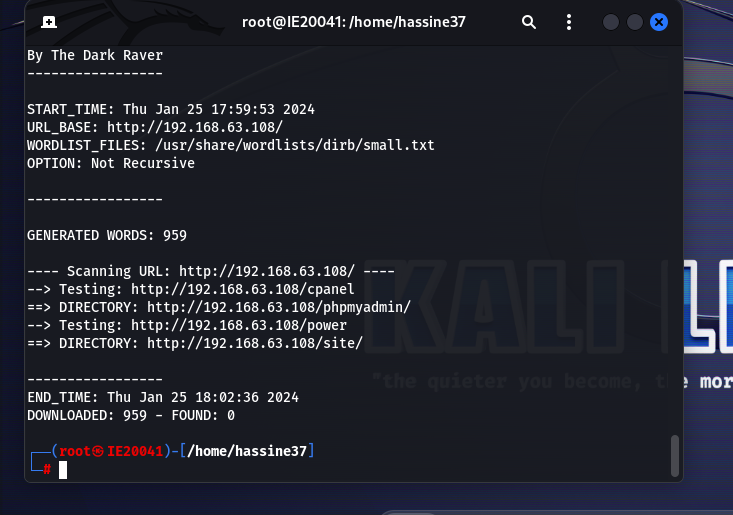 root@IE20041: /home/hassine37
By The Dark Raver
-----------------
START_TIME: Thu Jan 25 17:59:53 2024
URL_BASE: http://192.168.63.108/
WORDLIST_FILES: /usr/share/wordlists/dirb/small.txt
OPTION: Not Recursive
-----------------
GENERATED WORDS: 959
---- Scanning URL: http://192.168.63.108/ ----
--> Testing: http://192.168.63.108/cpanel
==> DIRECTORY: http://192.168.63.108/phpmyadmin/
--> Testing: http://192.168.63.108/power
==> DIRECTORY: http://192.168.63.108/site/
KALI LI
"the quieter you become, the mor
-----------------
END_TIME: Thu Jan 25 18:02:36 2024
DOWNLOADED: 959 - FOUND: 0
┌──(root㉿IE20041)-[/home/hassine37]
└─#